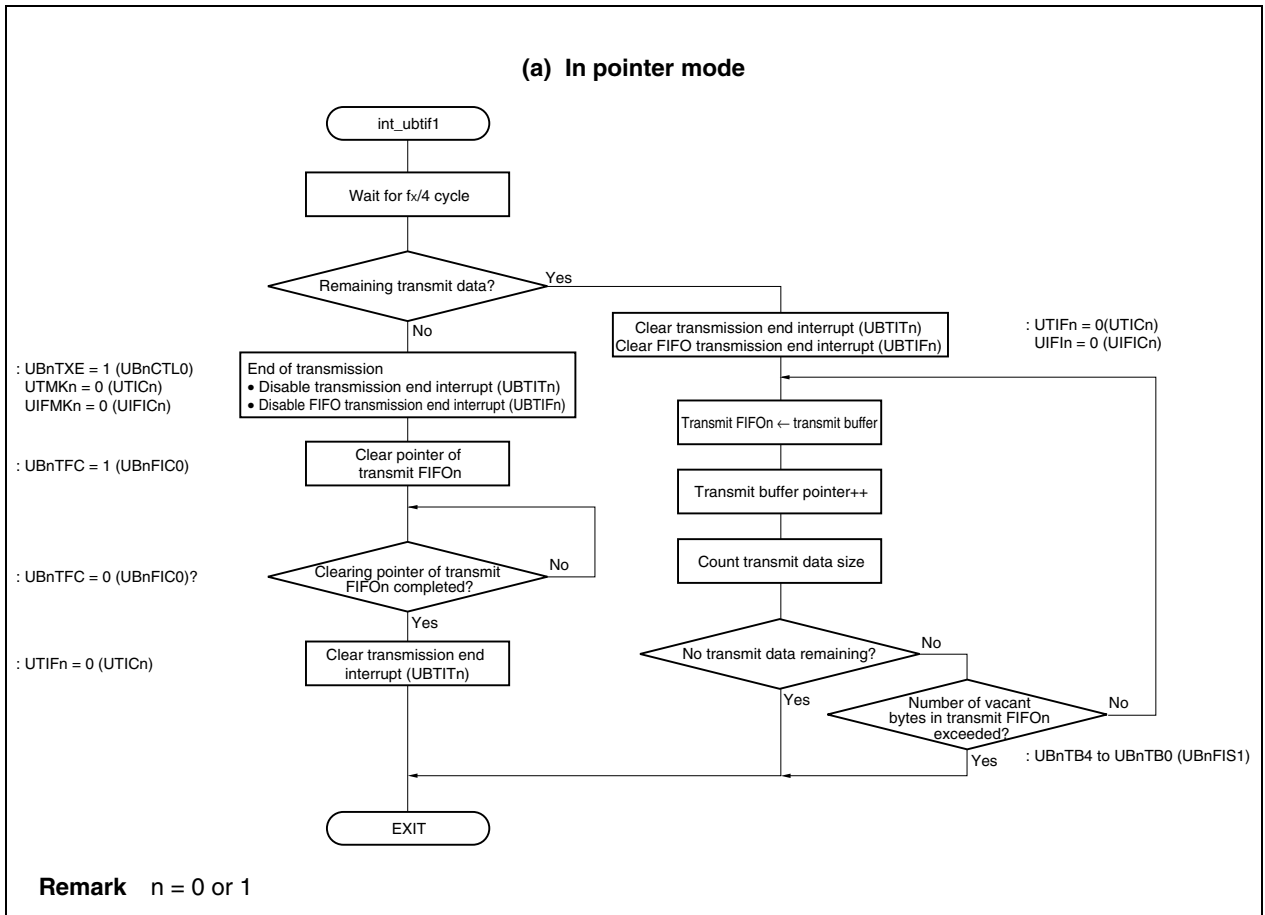 (a) In pointer mode
int_ubtif1
Wait for fx/4 cycle
Remaining transmit data?
Yes
No
: UBnTXE = 1 (UBnCTL0)
UTMKn = 0 (UTICn)
UIFMKn = 0 (UIFICn)
End of transmission
• Disable transmission end interrupt (UBTITn)
• Disable FIFO transmission end interrupt (UBTIFn)
: UBnTFC = 1 (UBnFIC0)
Clear pointer of
transmit FIFOn
: UBnTFC = 0 (UBnFIC0)?
Clearing pointer of transmit
FIFOn completed?
No
Yes
: UTIFn = 0 (UTICn)
Clear transmission end
interrupt (UBTITn)
Clear transmission end interrupt (UBTITn)
Clear FIFO transmission end interrupt (UBTIFn)
: UTIFn = 0(UTICn)
UIFIn = 0 (UIFICn)
Transmit FIFOn ← transmit buffer
Transmit buffer pointer++
Count transmit data size
No transmit data remaining?
No
Yes
Number of vacant
bytes in transmit FIFOn
exceeded?
No
Yes
: UBnTB4 to UBnTB0 (UBnFIS1)
EXIT
Remark n = 0 or 1